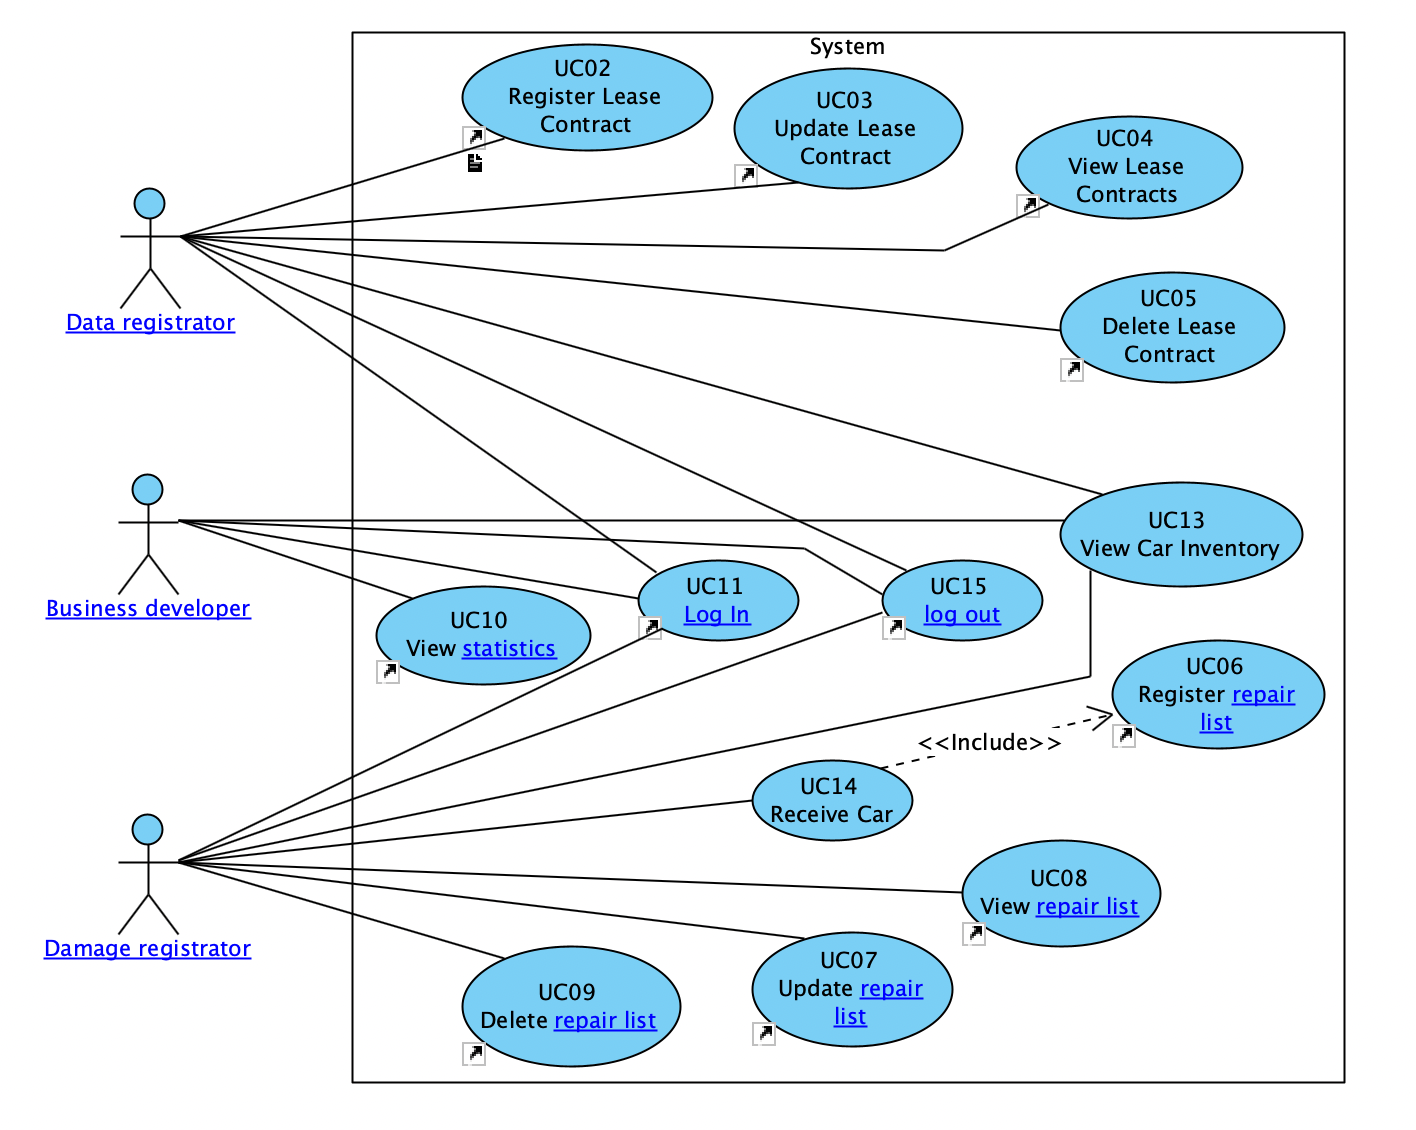 System
UC02
Register Lease
Contract
UC03
Update Lease
Contract
UC04
View Lease
Contracts
Data registrator
UC05
Delete Lease
Contract
UC13
View Car Inventory
Business developer
UC11
Log In
UC15
log out
UC10
View statistics
UC06
Register repair
list
<<Include>>
UC14
Receive Car
Damage registrator
UC08
View repair list
UC07
Update repair
list
UC09
Delete repair list